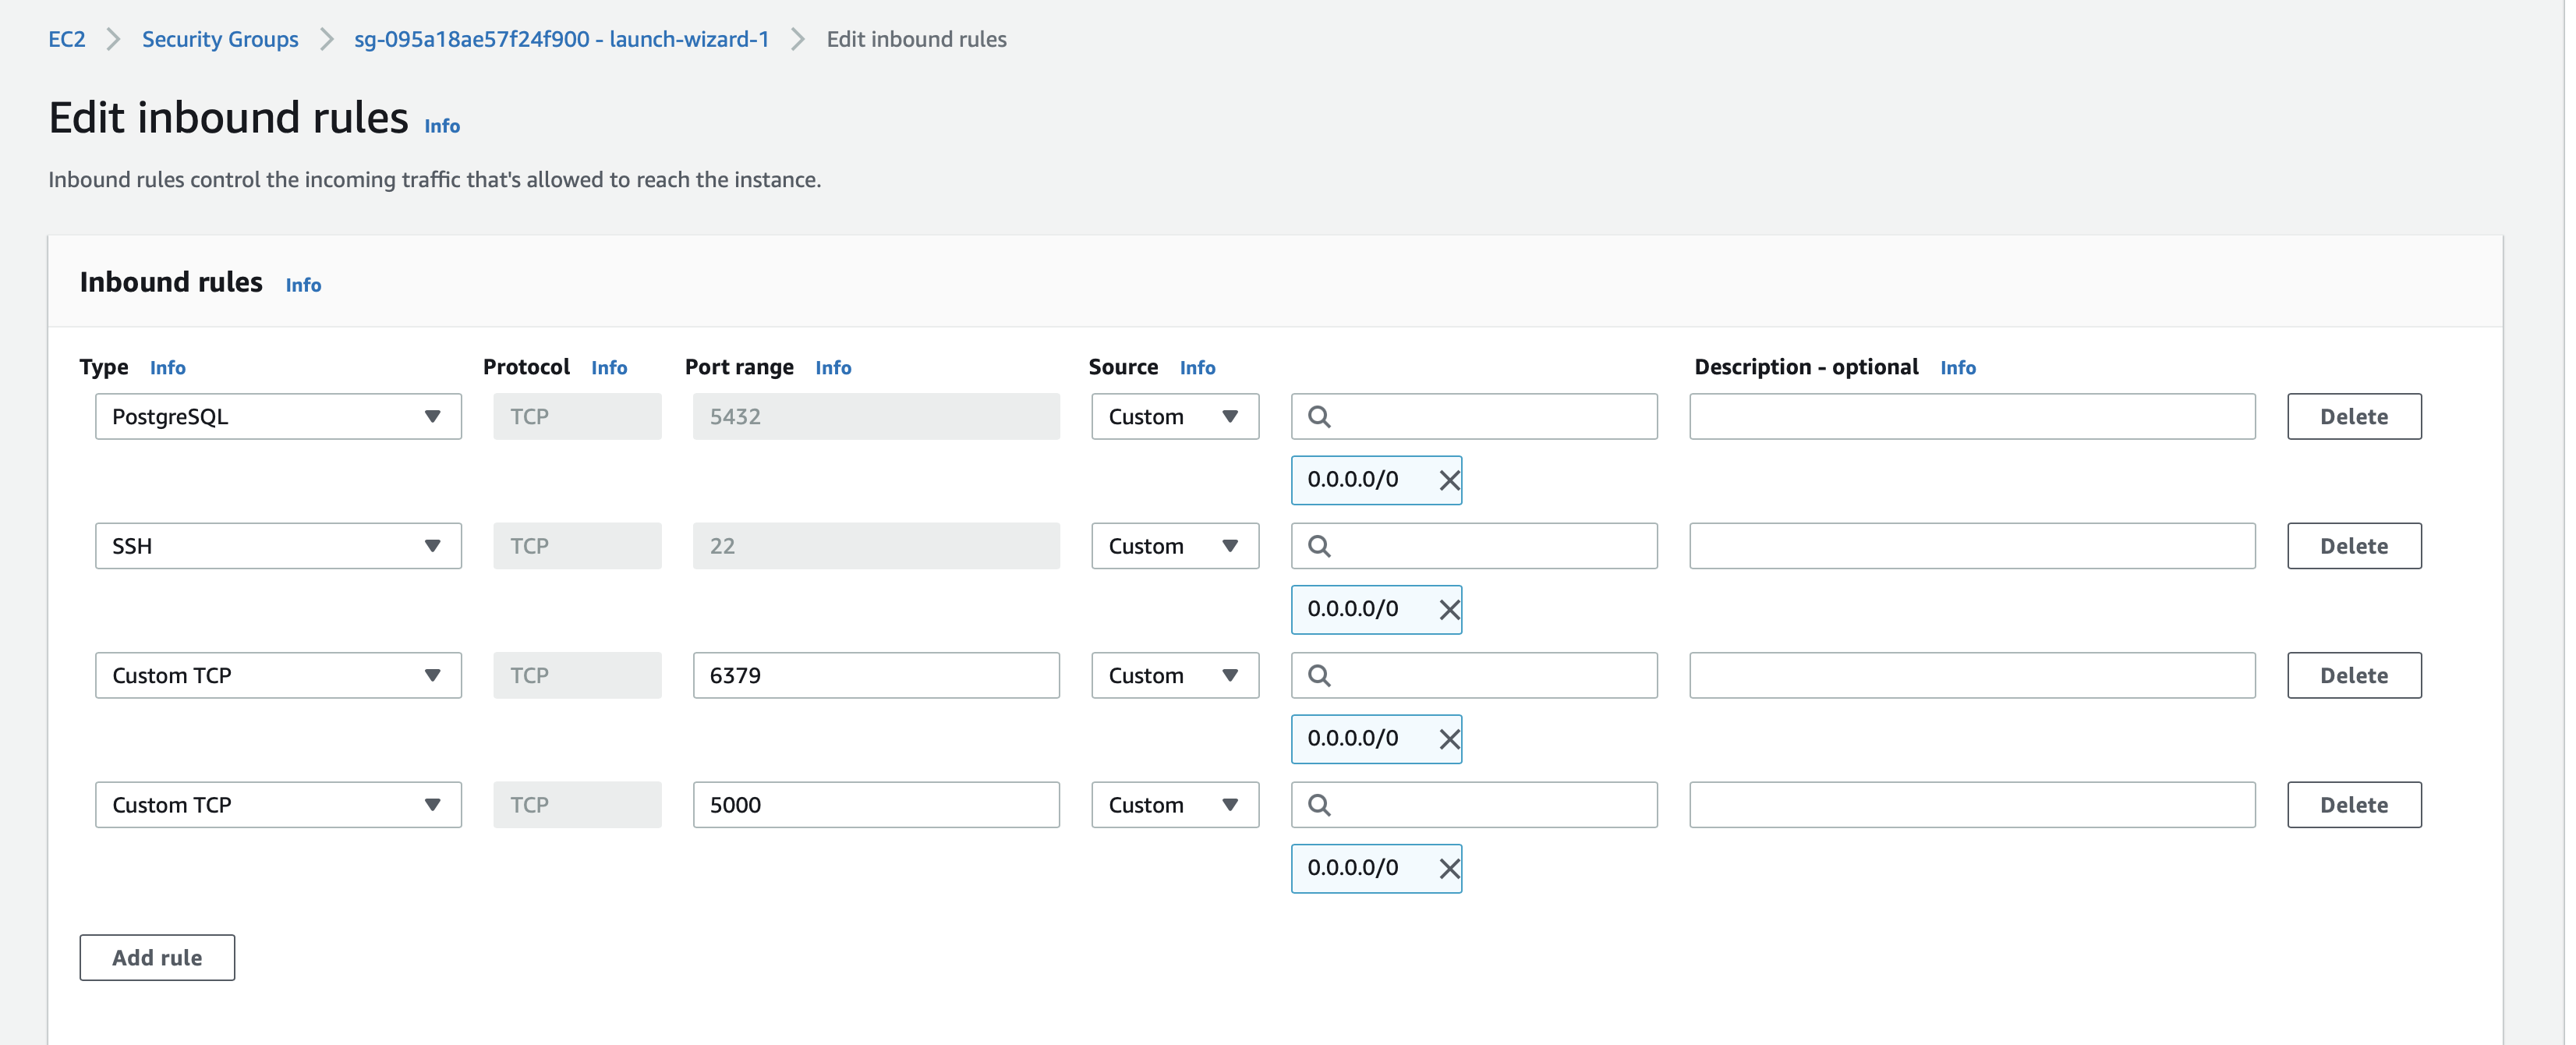 EC2 Security Groups sg-095a18ae57f24f900 - launch-wizard-1 Edit inbound rules
Edit inbound rules Info
Inbound rules control the incoming traffic that's allowed to reach the instance.
Inbound rules Info
Type Info Protocol Info Port range Info Source Info Description - optional Info
PostgreSQL TCP 5432 Custom Delete
0.0.0.0/0
SSH TCP 22 Custom Delete
0.0.0.0/0
Custom TCP TCP 6379 Custom Delete
0.0.0.0/0
Custom TCP TCP 5000 Custom Delete
0.0.0.0/0
Add rule